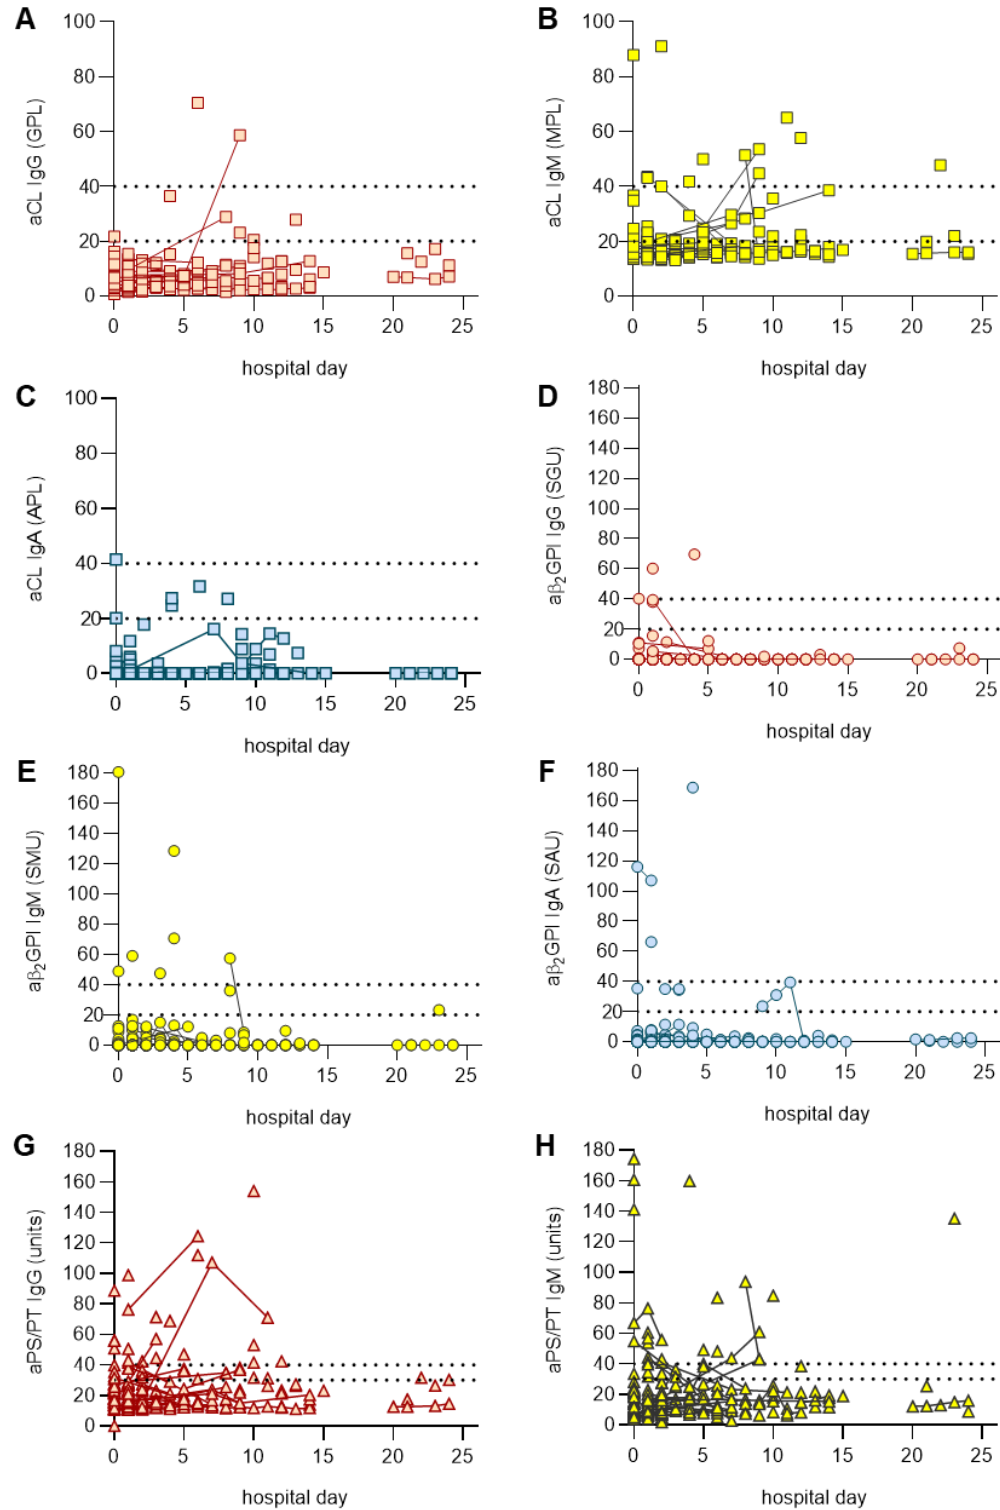 A
aCL IgG (GPL)
100
80
60
40
20
0
0 5 10 15 20 25
hospital day
B
aCL IgM (MPL)
100
80
60
40
20
0
0 5 10 15 20 25
hospital day
C
aCL IgA (APL)
100
80
60
40
20
0
0 5 10 15 20 25
hospital day
D
aβ₂GPI IgG (SGU)
180
160
140
120
100
80
60
40
20
0
0 5 10 15 20 25
hospital day
E
aβ₂GPI IgM (SMU)
180
160
140
120
100
80
60
40
20
0
0 5 10 15 20 25
hospital day
F
aβ₂GPI IgA (SAU)
180
160
140
120
100
80
60
40
20
0
0 5 10 15 20 25
hospital day
G
aPS/PT IgG (units)
180
160
140
120
100
80
60
40
20
0
0 5 10 15 20 25
hospital day
H
aPS/PT IgM (units)
180
160
140
120
100
80
60
40
20
0
0 5 10 15 20 25
hospital day